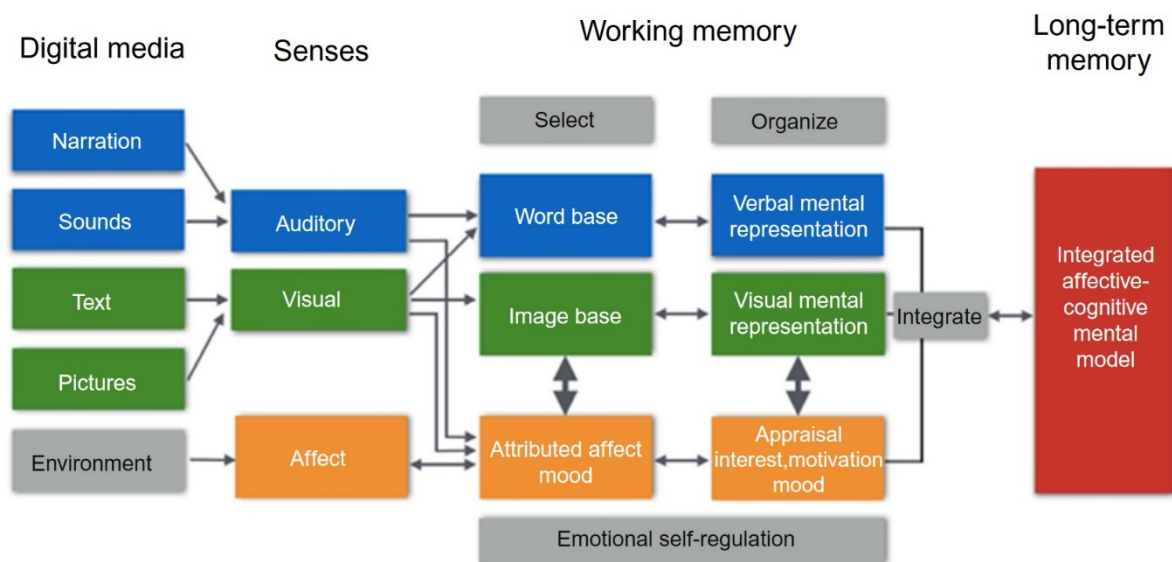 Digital media
Senses
Working memory
Long-term
memory
Select
Organize
Narration
Sounds
Text
Pictures
Environment
Auditory
Visual
Affect
Word base
Image base
Attributed affect
mood
Verbal mental
representation
Visual mental
representation
Appraisal
interest,motivation
mood
Integrate
Integrated
affective-
cognitive
mental
model
Emotional self-regulation